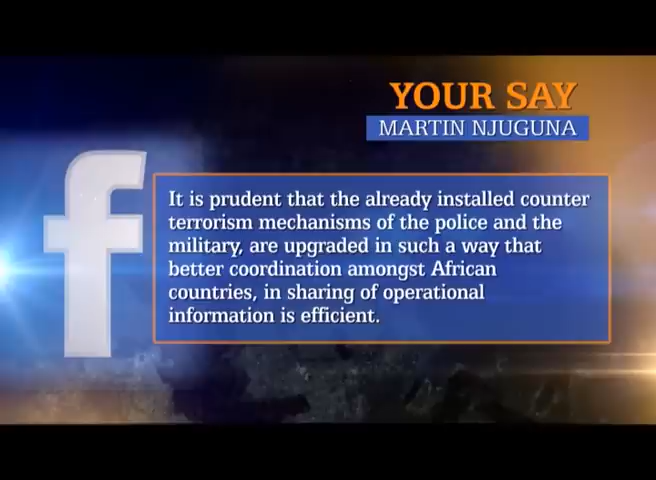 YOUR SAY
MARTIN NJUGUNA
It is prudent that the already installed counter
terrorism mechanisms of the police and the
military, are upgraded in such a way that
better coordination amongst African
countries, in sharing of operational
information is efficient.